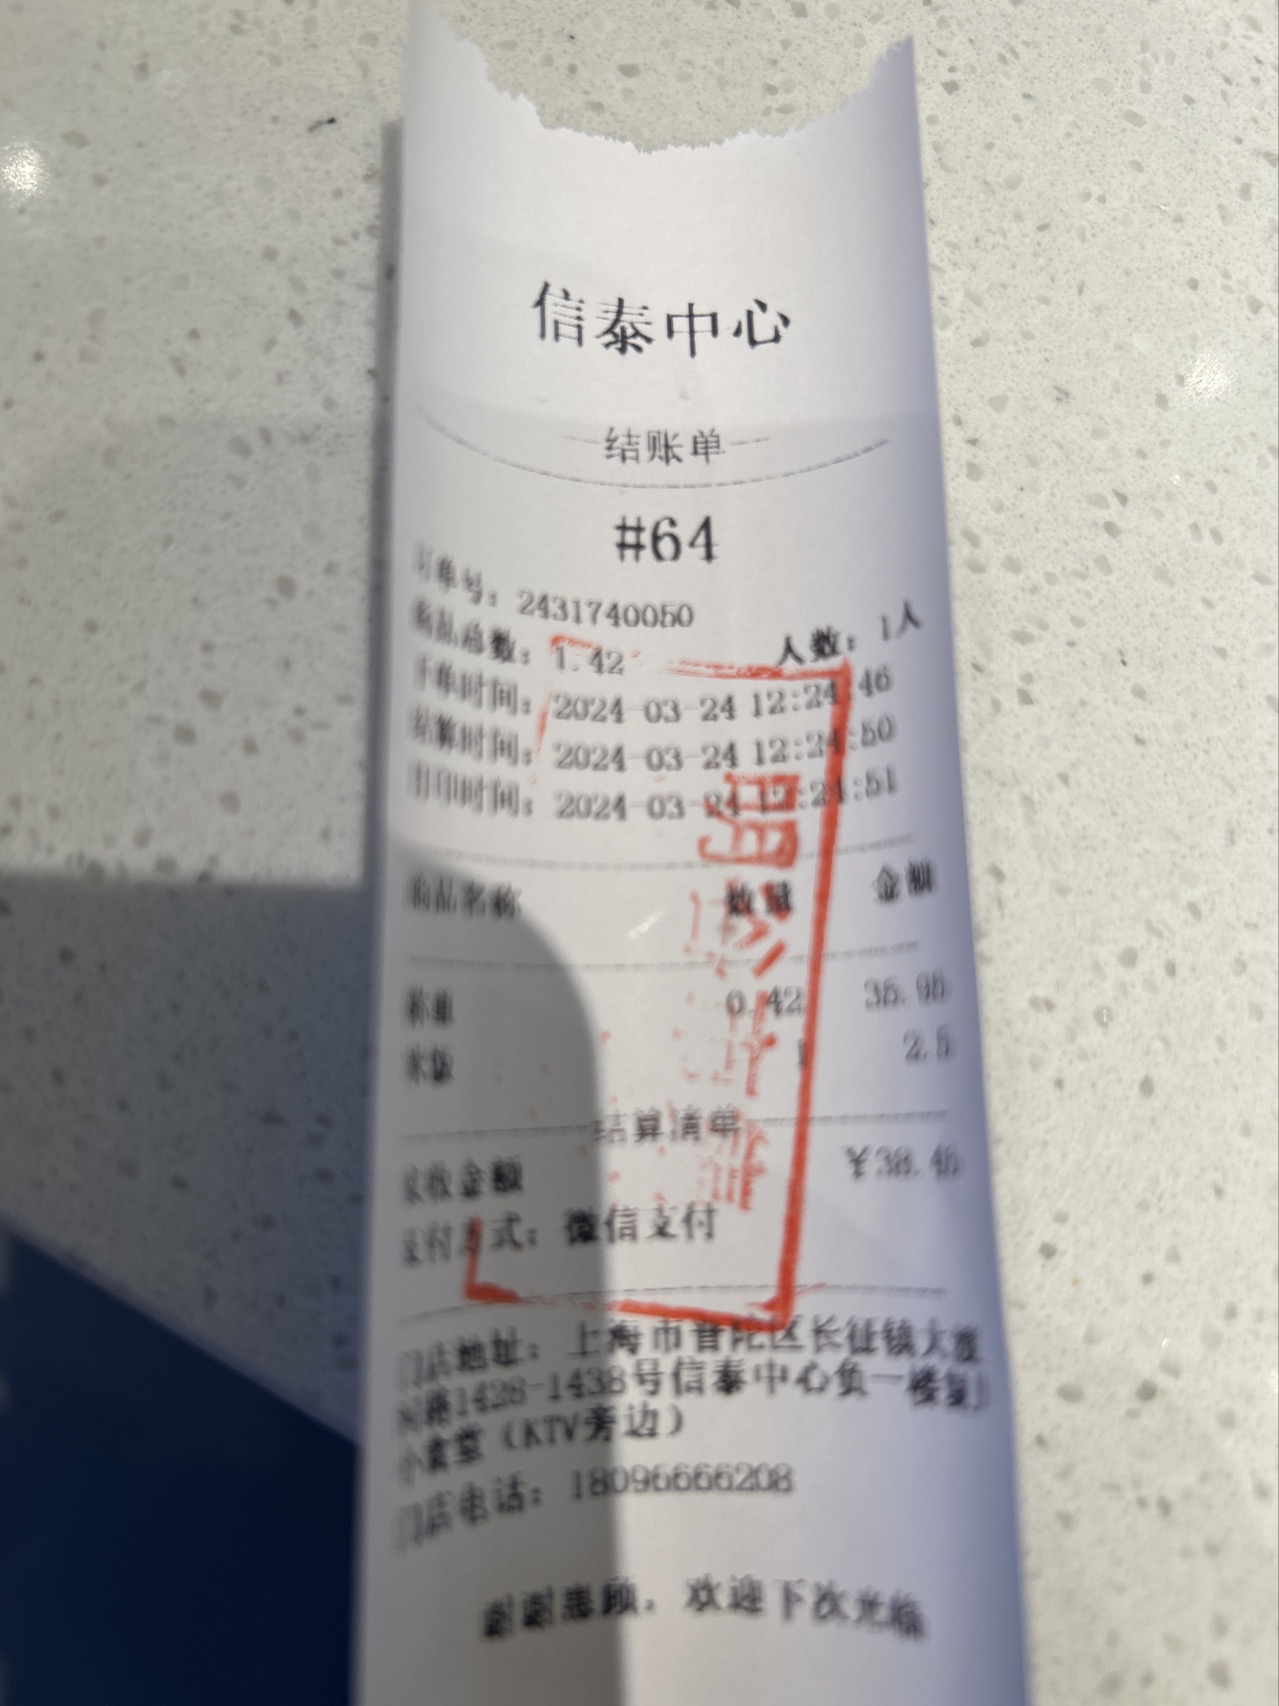 信泰中心
结账单
#64
订单号：2431740050
商品总数：1.42 人数：1人
下单时间：2024-03-24 12:24:46
结算时间：2024-03-24 12:24:50
打印时间：2024-03-24 12:24:51
商品名称 数量 金额
称重 0.42 35.95
米饭 1 2.5
结算清单
应收金额 ¥38.45
支付方式：微信支付
门店地址：上海市普陀区长征镇大渡
河路1428-1438号信泰中心负一楼
小食堂（KTV旁边）
门店电话：18096666208
谢谢惠顾，欢迎下次光临